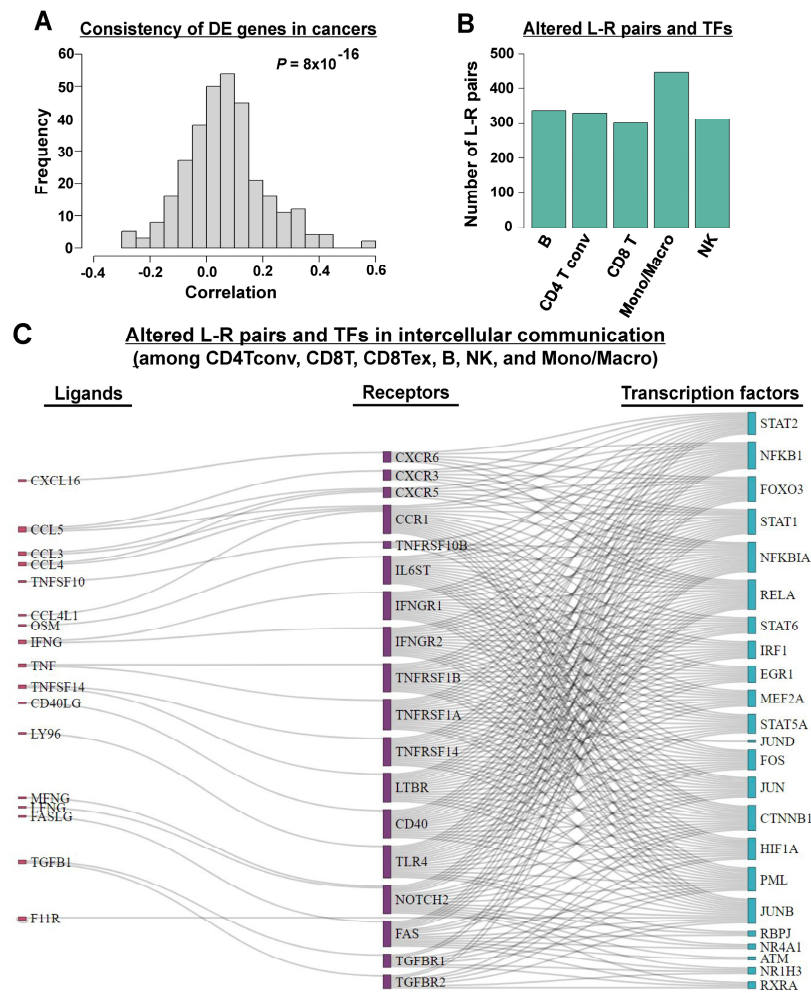 A
Consistency of DE genes in cancers
P = 8x10-16
Frequency
60
50
40
30
20
10
0
-0.4
-0.2
0.0
0.2
0.4
0.6
Correlation
B
Altered L-R pairs and TFs
Number of L-R pairs
500
400
300
200
100
0
B
CD4 T conv
CD8 T
Mono/Macro
NK
C
Altered L-R pairs and TFs in intercellular communication
(among CD4Tconv, CD8T, CD8Tex, B, NK, and Mono/Macro)
Ligands
CXCL16
CCL5
CCL3
CCL4
TNFSF10
CCL4L1
OSM
IFNG
TNF
TNFSF14
CD40LG
LY96
MFNG
LFNG
FASLG
TGFB1
F11R
Receptors
CXCR6
CXCR3
CXCR5
CCR1
TNFRSF10B
IL6ST
IFNGR1
IFNGR2
TNFRSF1B
TNFRSF1A
TNFRSF14
LTBR
CD40
TLR4
NOTCH2
FAS
TGFBR1
TGFBR2
Transcription factors
STAT2
NFKB1
FOXO3
STAT1
NFKBIA
RELA
STAT6
IRF1
EGR1
MEF2A
STAT5A
JUND
FOS
JUN
CTNNB1
HIF1A
PML
JUNB
RBPJ
NR4A1
ATM
NR1H3
RXRA